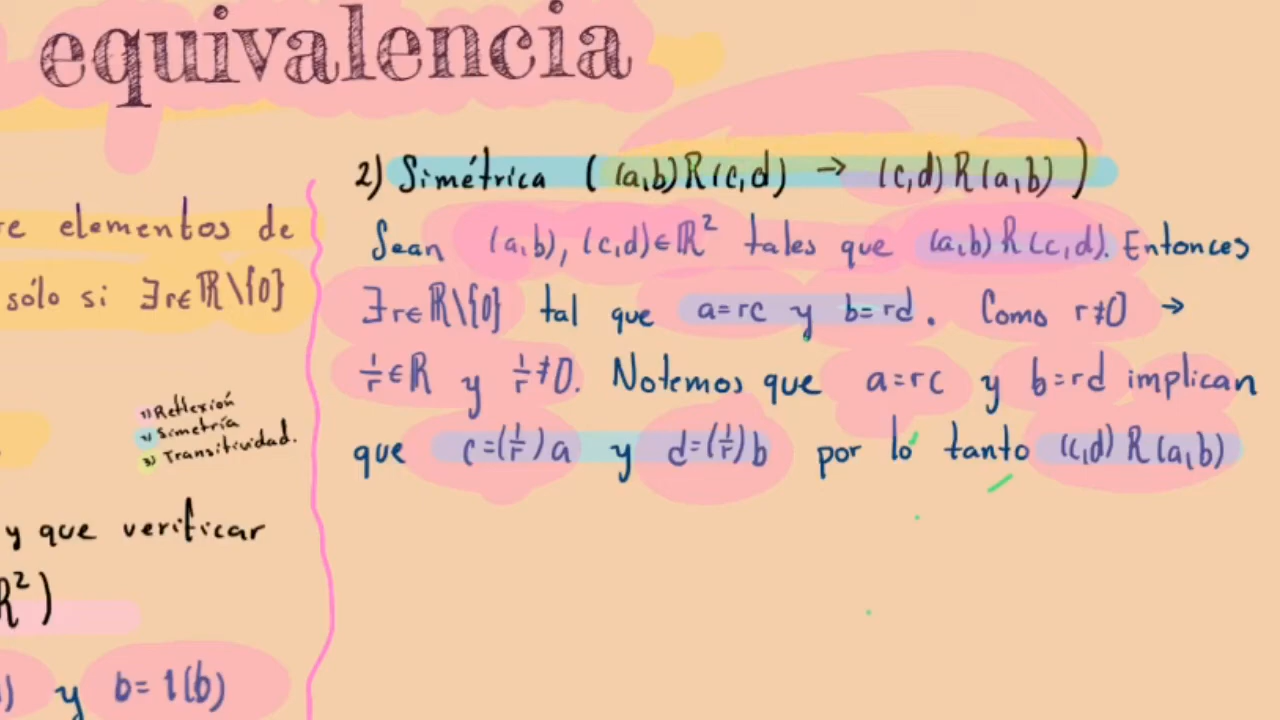 equivalencia
re elementos de
sólo si ∃r∈ℝ\{0}
1) Reflexión
2) Simetría
3) Transitividad.
y que verificar
ℝ²)
) y b= 1(b)
2) Simétrica ( (a,b)R(c,d) → (c,d)R(a,b) )
Sean (a,b), (c,d)∈ℝ² tales que (a,b)R(c,d). Entonces
∃r∈ℝ\{0} tal que a=rc y b=rd. Como r≠0 →
1/r∈ℝ y 1/r≠0. Notemos que a=rc y b=rd implican
que c=(1/r)a y d=(1/r)b por lo tanto (c,d)R(a,b)